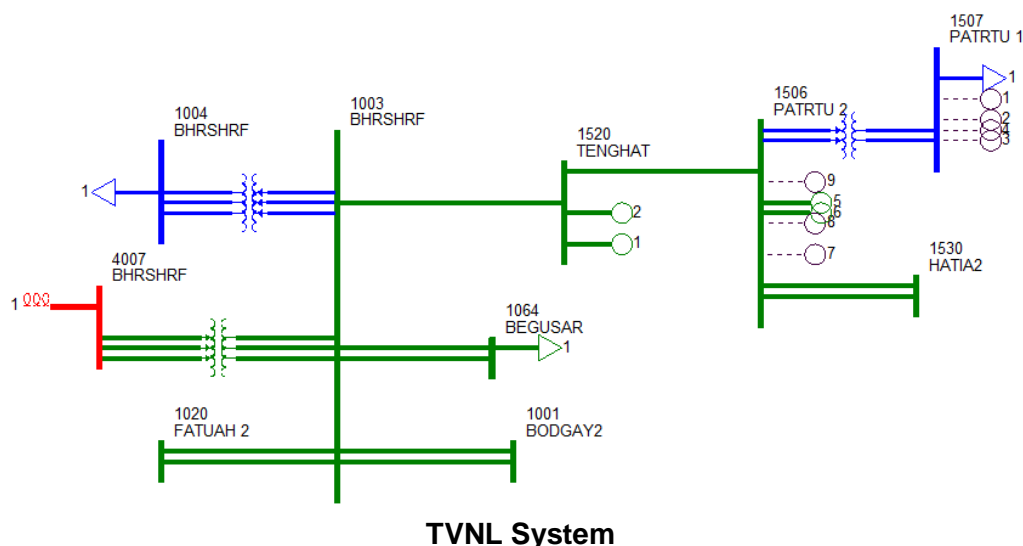 1507
PATRTU 1
1
1
2
4
3
1506
PATRTU 2
1004
BHRSHRF
1003
BHRSHRF
1520
TENGHAT
1
2
1
9
5
6
8
7
4007
BHRSHRF
1
1530
HATIA2
1064
BEGUSAR
1
1020
FATUAH 2
1001
BODGAY2
TVNL System